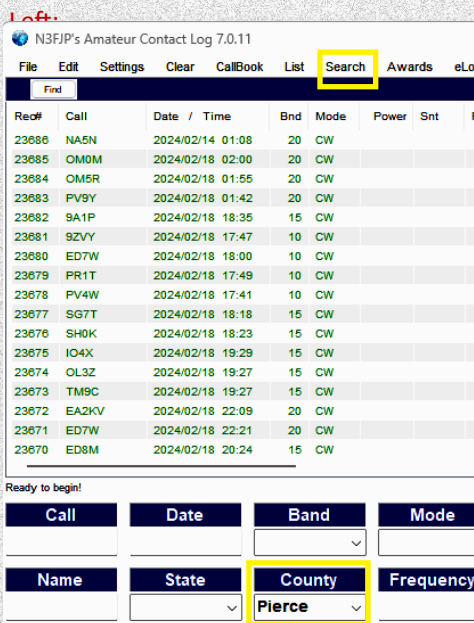 Left:
N3FJP's Amateur Contact Log 7.0.11
File Edit Settings Clear CallBook List Search Awards eLo
Find
Rec# Call Date / Time Bnd Mode Power Snt
23686 NA5N 2024/02/14 01:08 20 CW
23685 OM0M 2024/02/18 02:00 20 CW
23684 OM5R 2024/02/18 01:55 20 CW
23683 PV9Y 2024/02/18 01:42 20 CW
23682 9A1P 2024/02/18 18:35 15 CW
23681 9ZVY 2024/02/18 17:47 10 CW
23680 ED7W 2024/02/18 18:00 10 CW
23679 PR1T 2024/02/18 17:49 10 CW
23678 PV4W 2024/02/18 17:41 10 CW
23677 SG7T 2024/02/18 18:18 15 CW
23676 SH0K 2024/02/18 18:23 15 CW
23675 IO4X 2024/02/18 19:29 15 CW
23674 OL3Z 2024/02/18 19:27 15 CW
23673 TM9C 2024/02/18 19:27 15 CW
23672 EA2KV 2024/02/18 22:09 20 CW
23671 ED7W 2024/02/18 22:21 20 CW
23670 ED8M 2024/02/18 20:24 15 CW
Ready to begin!
Call Date Band Mode
Name State County Frequency
Pierce